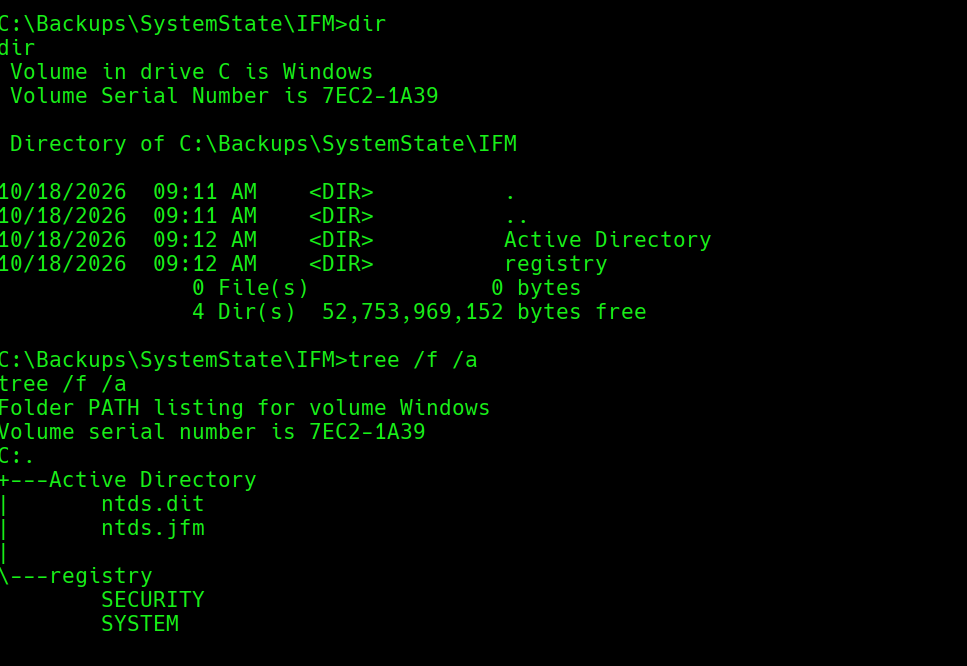 C:\Backups\SystemState\IFM>dir
dir
 Volume in drive C is Windows
 Volume Serial Number is 7EC2-1A39

 Directory of C:\Backups\SystemState\IFM

10/18/2026  09:11 AM    <DIR>          .
10/18/2026  09:11 AM    <DIR>          ..
10/18/2026  09:12 AM    <DIR>          Active Directory
10/18/2026  09:12 AM    <DIR>          registry
               0 File(s)              0 bytes
               4 Dir(s)  52,753,969,152 bytes free

C:\Backups\SystemState\IFM>tree /f /a
tree /f /a
Folder PATH listing for volume Windows
Volume serial number is 7EC2-1A39
C:.
+---Active Directory
|       ntds.dit
|       ntds.jfm
|
\---registry
        SECURITY
        SYSTEM